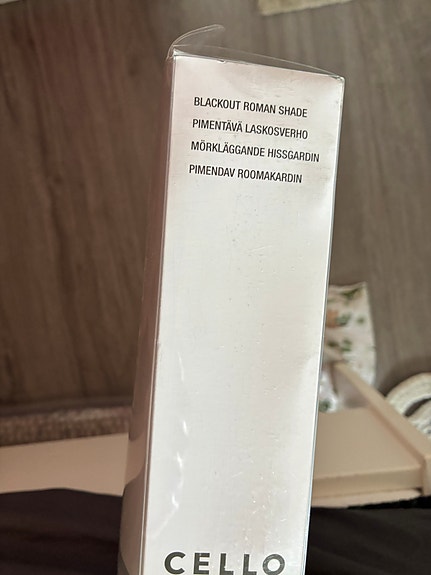 BLACKOUT ROMAN SHADE
PIMENTÄVÄ LASKOSVERHO
MÖRKLÄGGANDE HISSGARDIN
PIMENDAV ROOMAKARDIN
CELLO